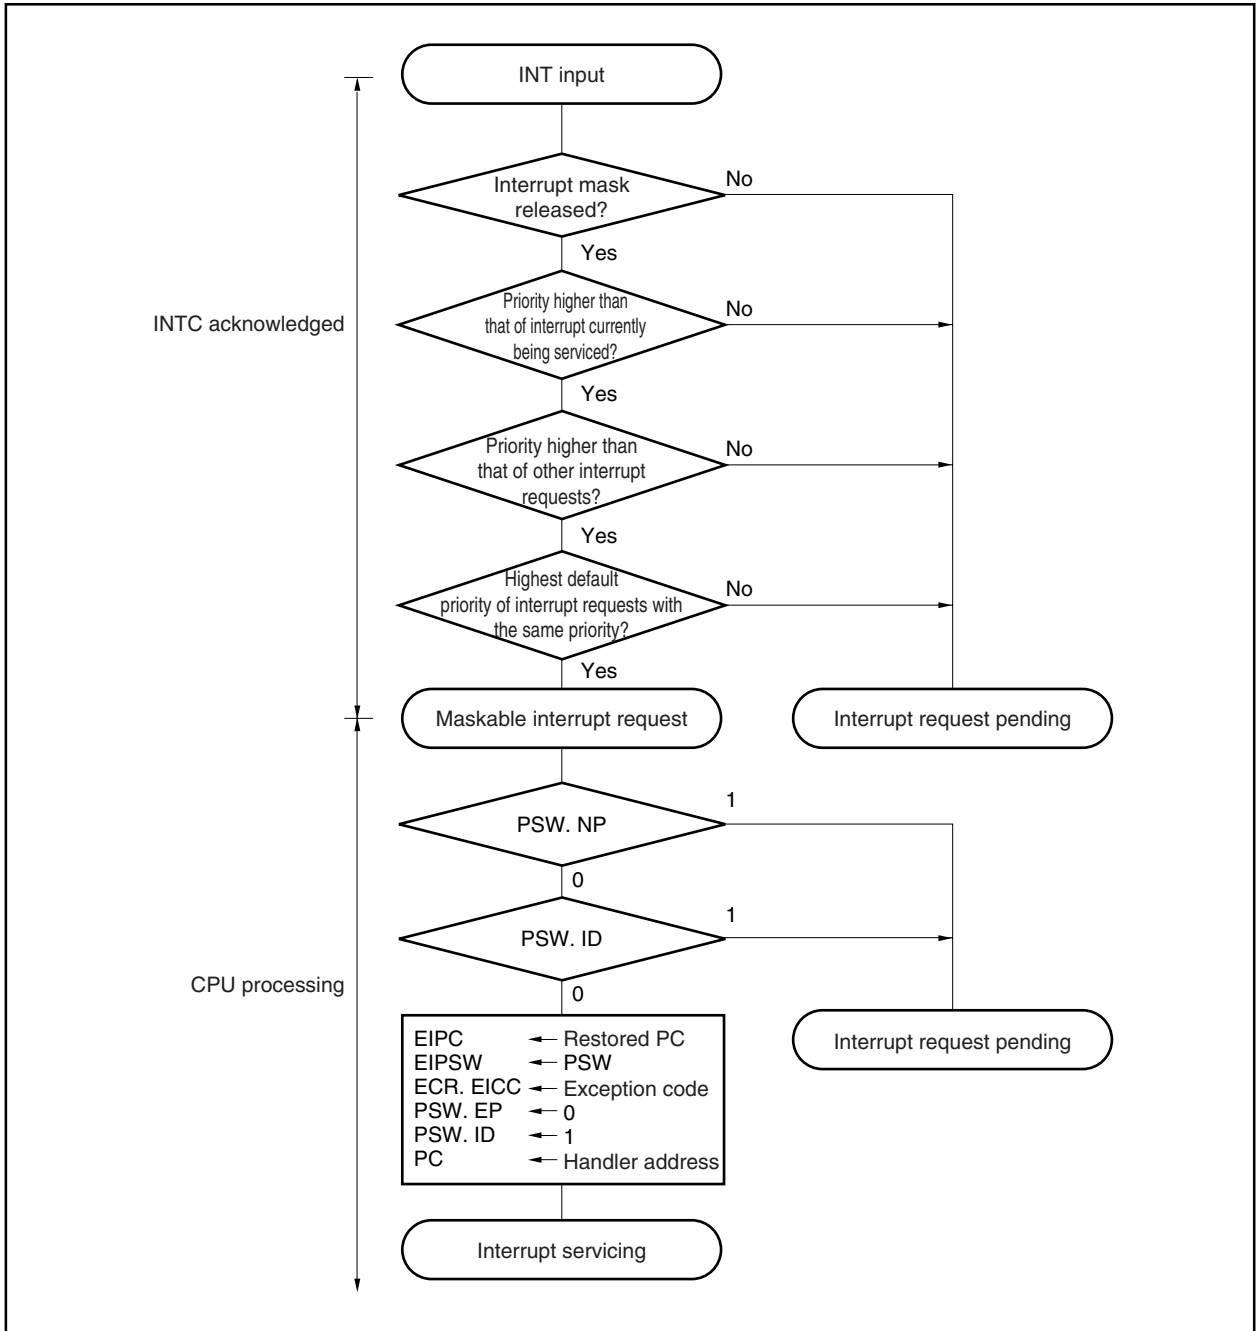 INT input
Interrupt mask
released?
No
Yes
Priority higher than
that of interrupt currently
being serviced?
No
INTC acknowledged
Yes
Priority higher than
that of other interrupt
requests?
No
Yes
Highest default
priority of interrupt requests with
the same priority?
No
Yes
Maskable interrupt request
Interrupt request pending
PSW. NP
1
0
PSW. ID
1
CPU processing
0
EIPC ← Restored PC
EIPSW ← PSW
ECR. EICC ← Exception code
PSW. EP ← 0
PSW. ID ← 1
PC ← Handler address
Interrupt request pending
Interrupt servicing